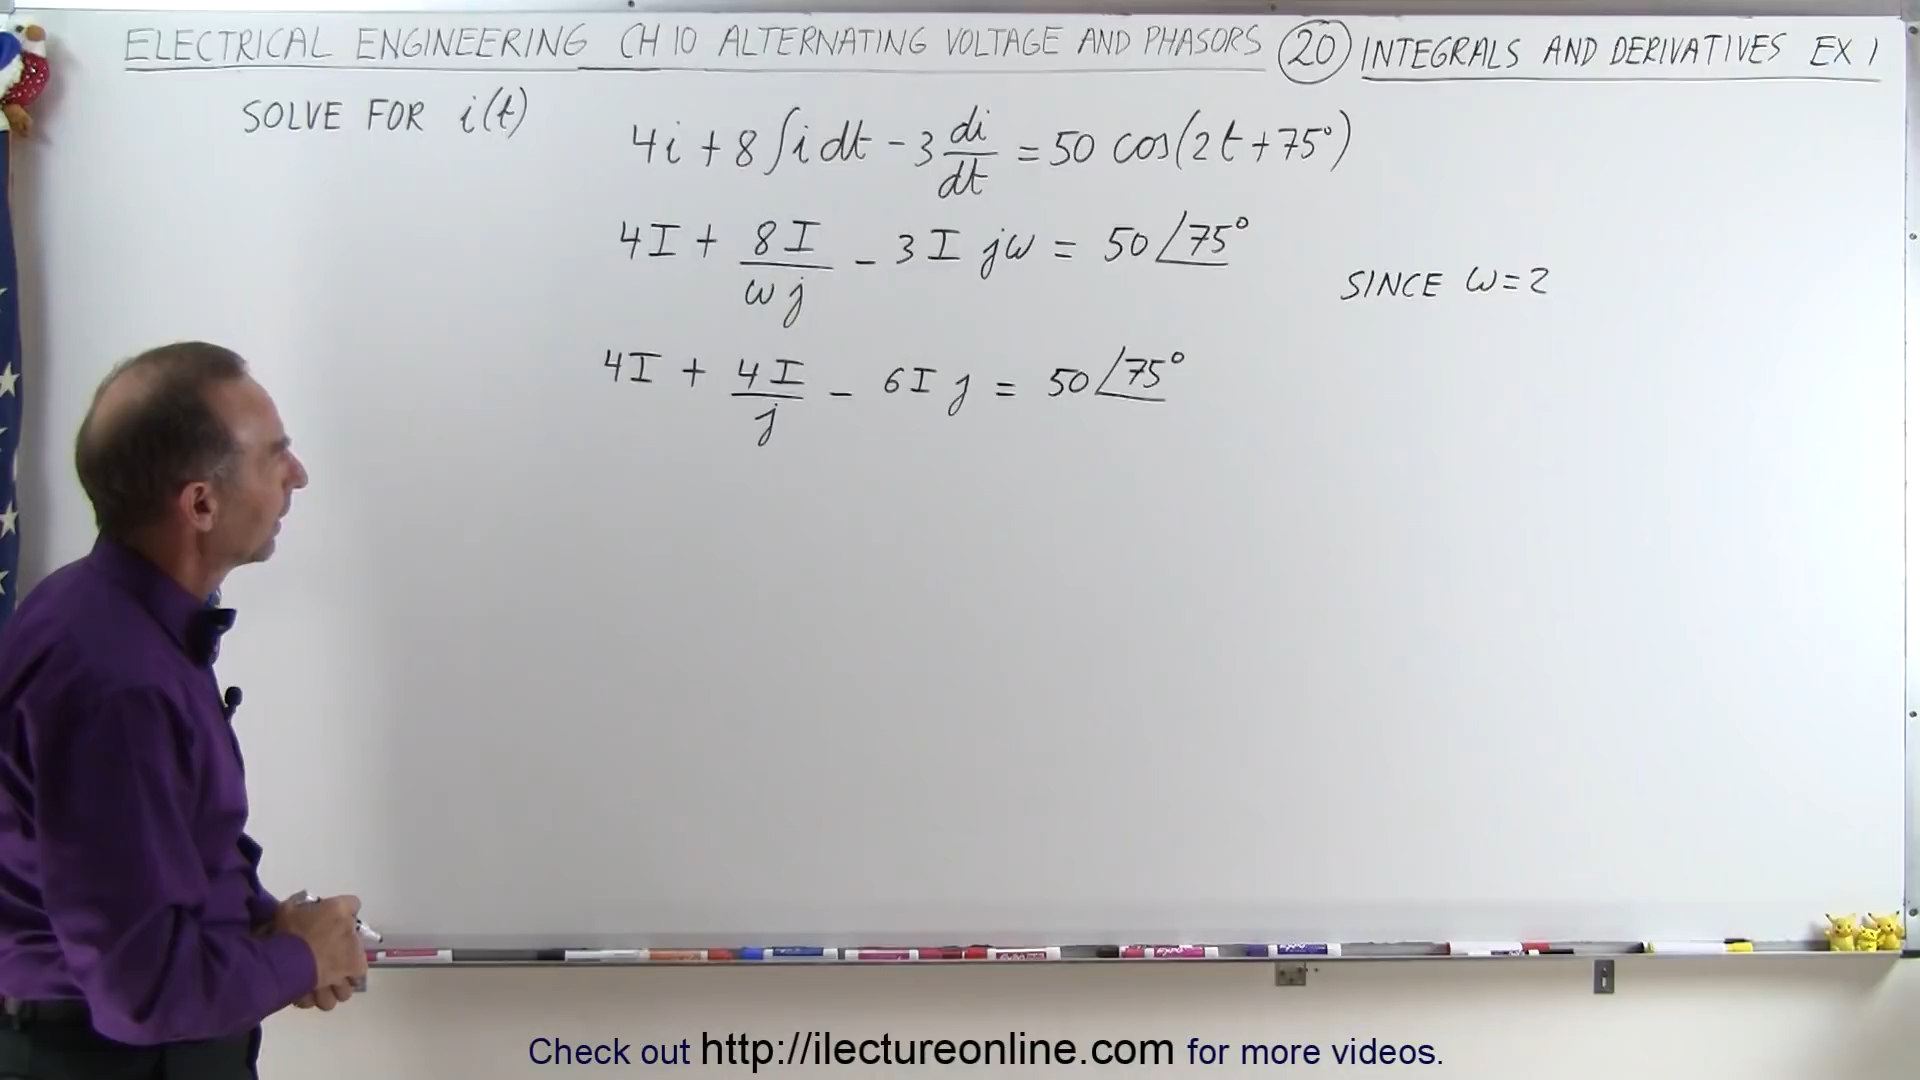 ELECTRICAL ENGINEERING CH 10 ALTERNATING VOLTAGE AND PHASORS 20 INTEGRALS AND DERIVATIVES EX 1
SOLVE FOR i(t)
4i + 8 ∫i dt - 3 di/dt = 50 cos(2t + 75°)
4I + 8I/ωj - 3I jω = 50 ∠75°
SINCE ω = 2
4I + 4I/j - 6I j = 50 ∠75°
Check out http://ilectureonline.com for more videos.